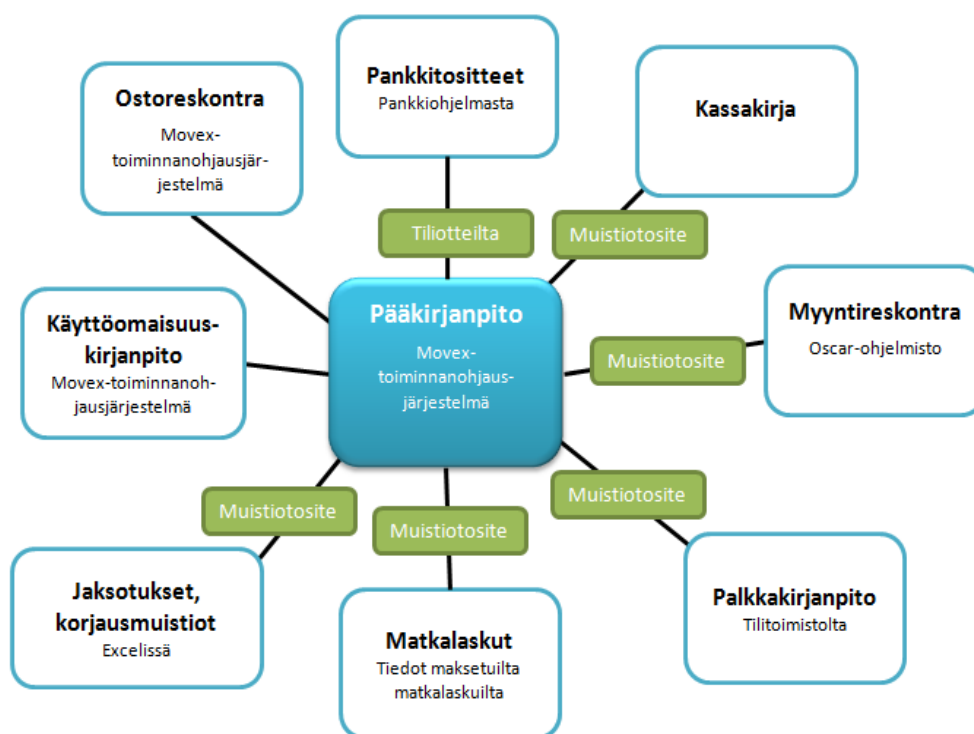 Pankkitositteet
Pankkiohjelmasta
Ostoreskontra
Movex-
toiminnanohjausjär-
jestelmä
Kassakirja
Tiliotteilta
Muistiotosite
Pääkirjanpito
Movex-
toiminnanohjaus-
järjestelmä
Käyttöomaisuus-
kirjanpito
Movex-toiminnanoh-
jausjärjestelmä
Muistiotosite
Myyntireskontra
Oscar-ohjelmisto
Muistiotosite
Muistiotosite
Muistiotosite
Jaksotukset,
korjausmuistiot
Excelissä
Matkalaskut
Tiedot maksetuilta
matkalaskuilta
Palkkakirjanpito
Tilitoimistolta